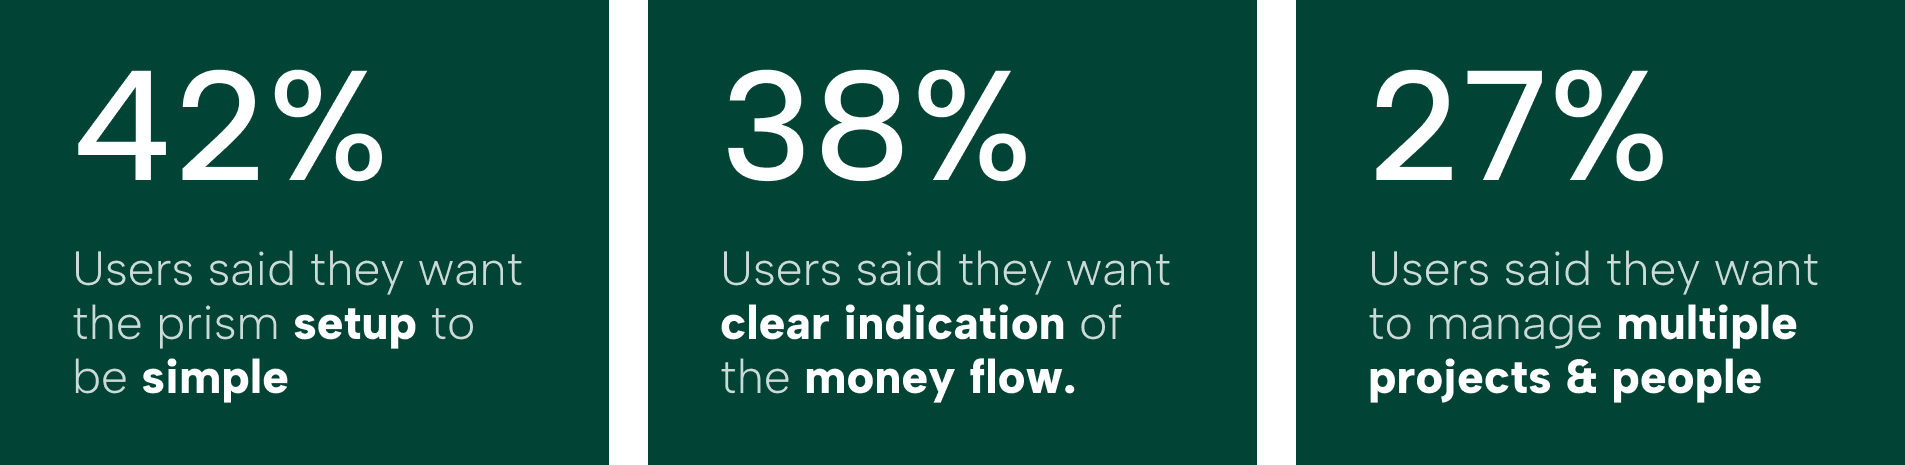 42%
Users said they want
the prism setup to
be simple
38%
Users said they want
clear indication of
the money flow.
27%
Users said they want
to manage multiple
projects & people